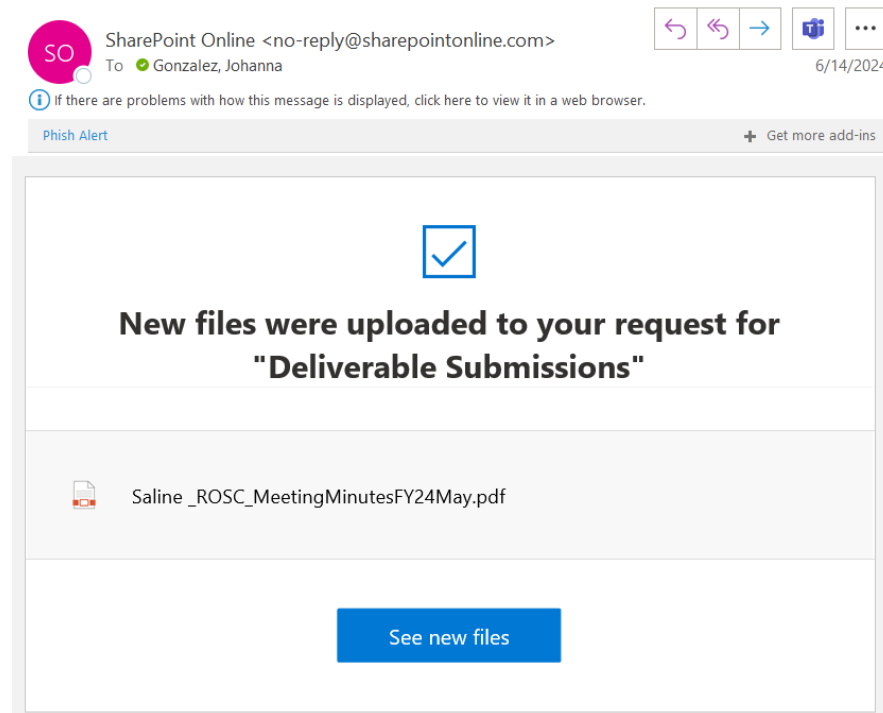 SO
SharePoint Online <no-reply@sharepointonline.com>
To Gonzalez, Johanna
6/14/2024
If there are problems with how this message is displayed, click here to view it in a web browser.
Phish Alert
+ Get more add-ins
New files were uploaded to your request for
"Deliverable Submissions"
Saline _ROSC_MeetingMinutesFY24May.pdf
See new files